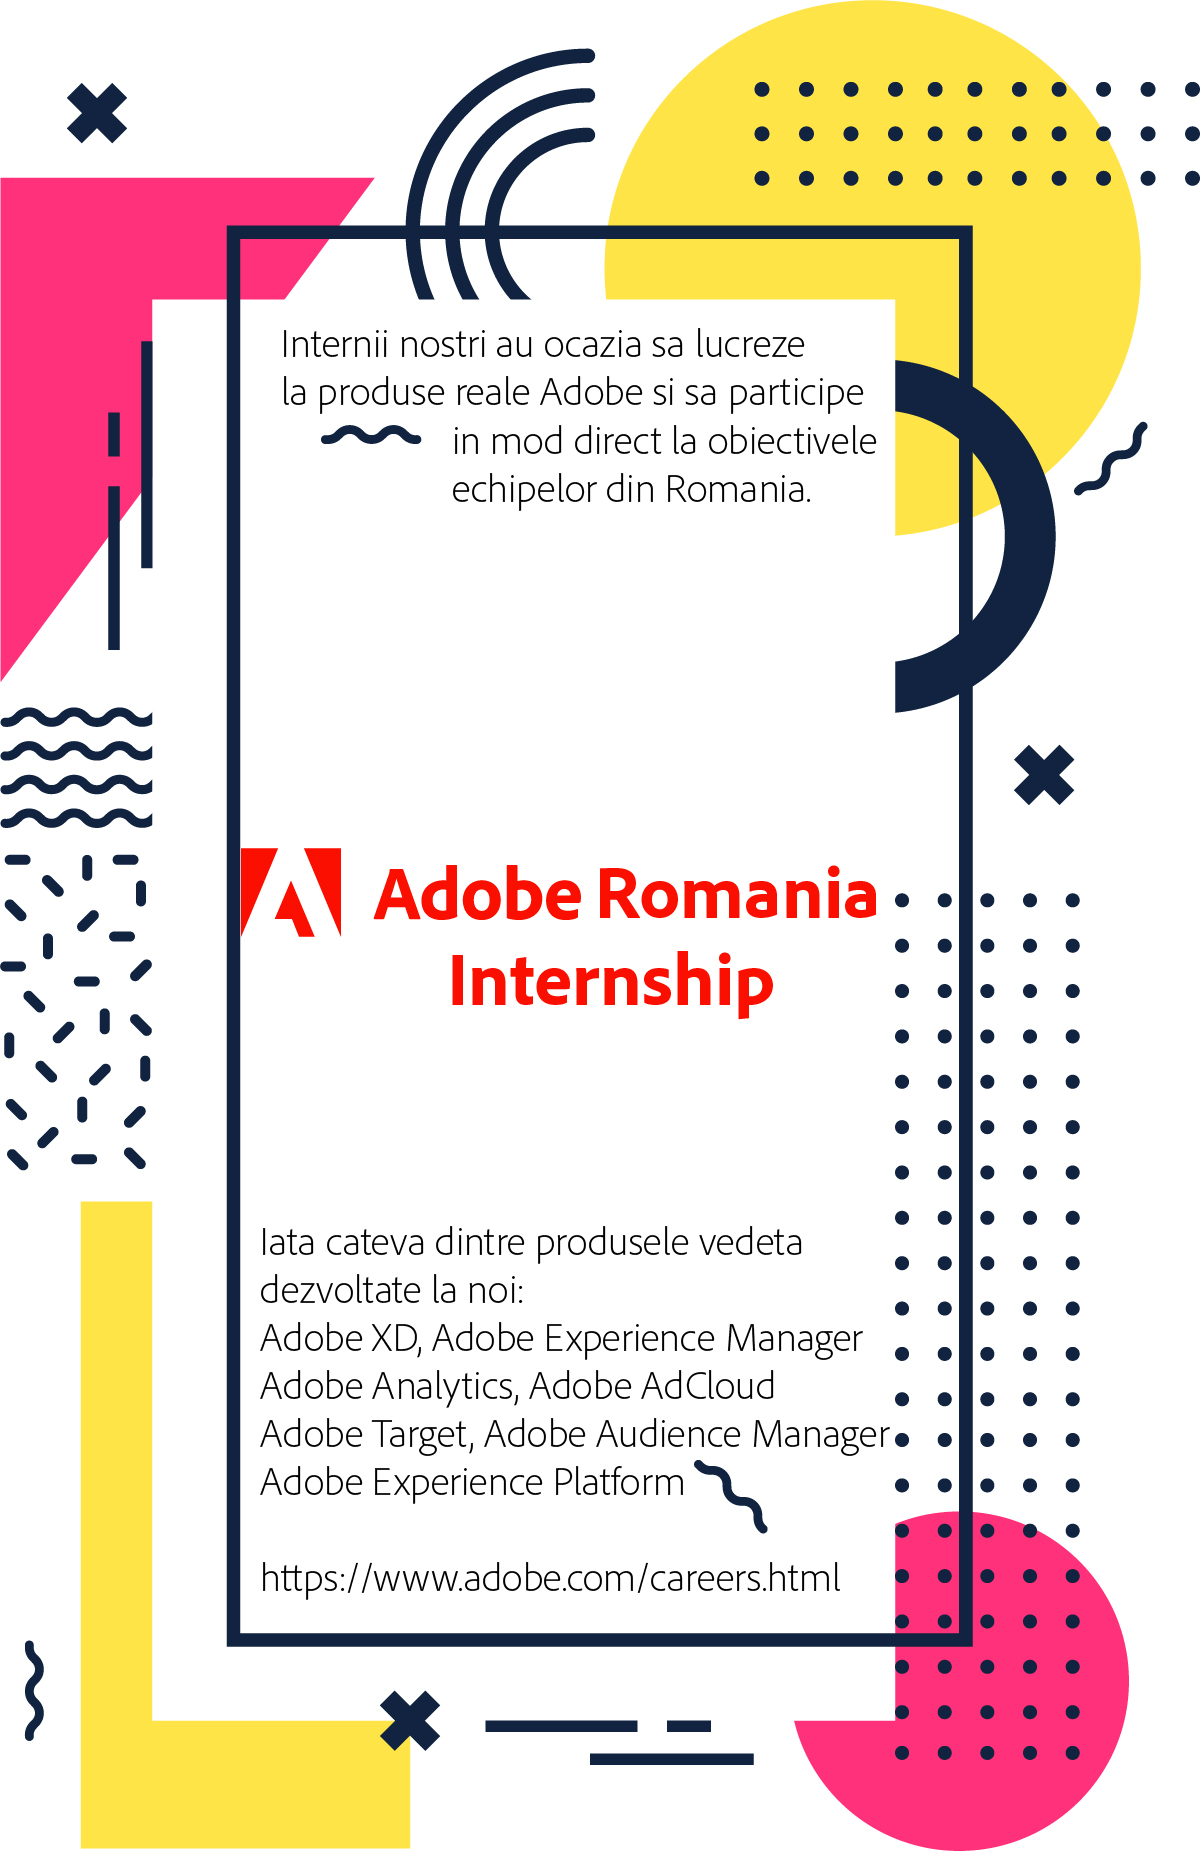 Internii nostri au ocazia sa lucreze
la produse reale Adobe si sa participe
in mod direct la obiectivele
echipelor din Romania.
Adobe Romania
Internship
Iata cateva dintre produsele vedeta
dezvoltate la noi:
Adobe XD, Adobe Experience Manager
Adobe Analytics, Adobe AdCloud
Adobe Target, Adobe Audience Manager
Adobe Experience Platform
https://www.adobe.com/careers.html